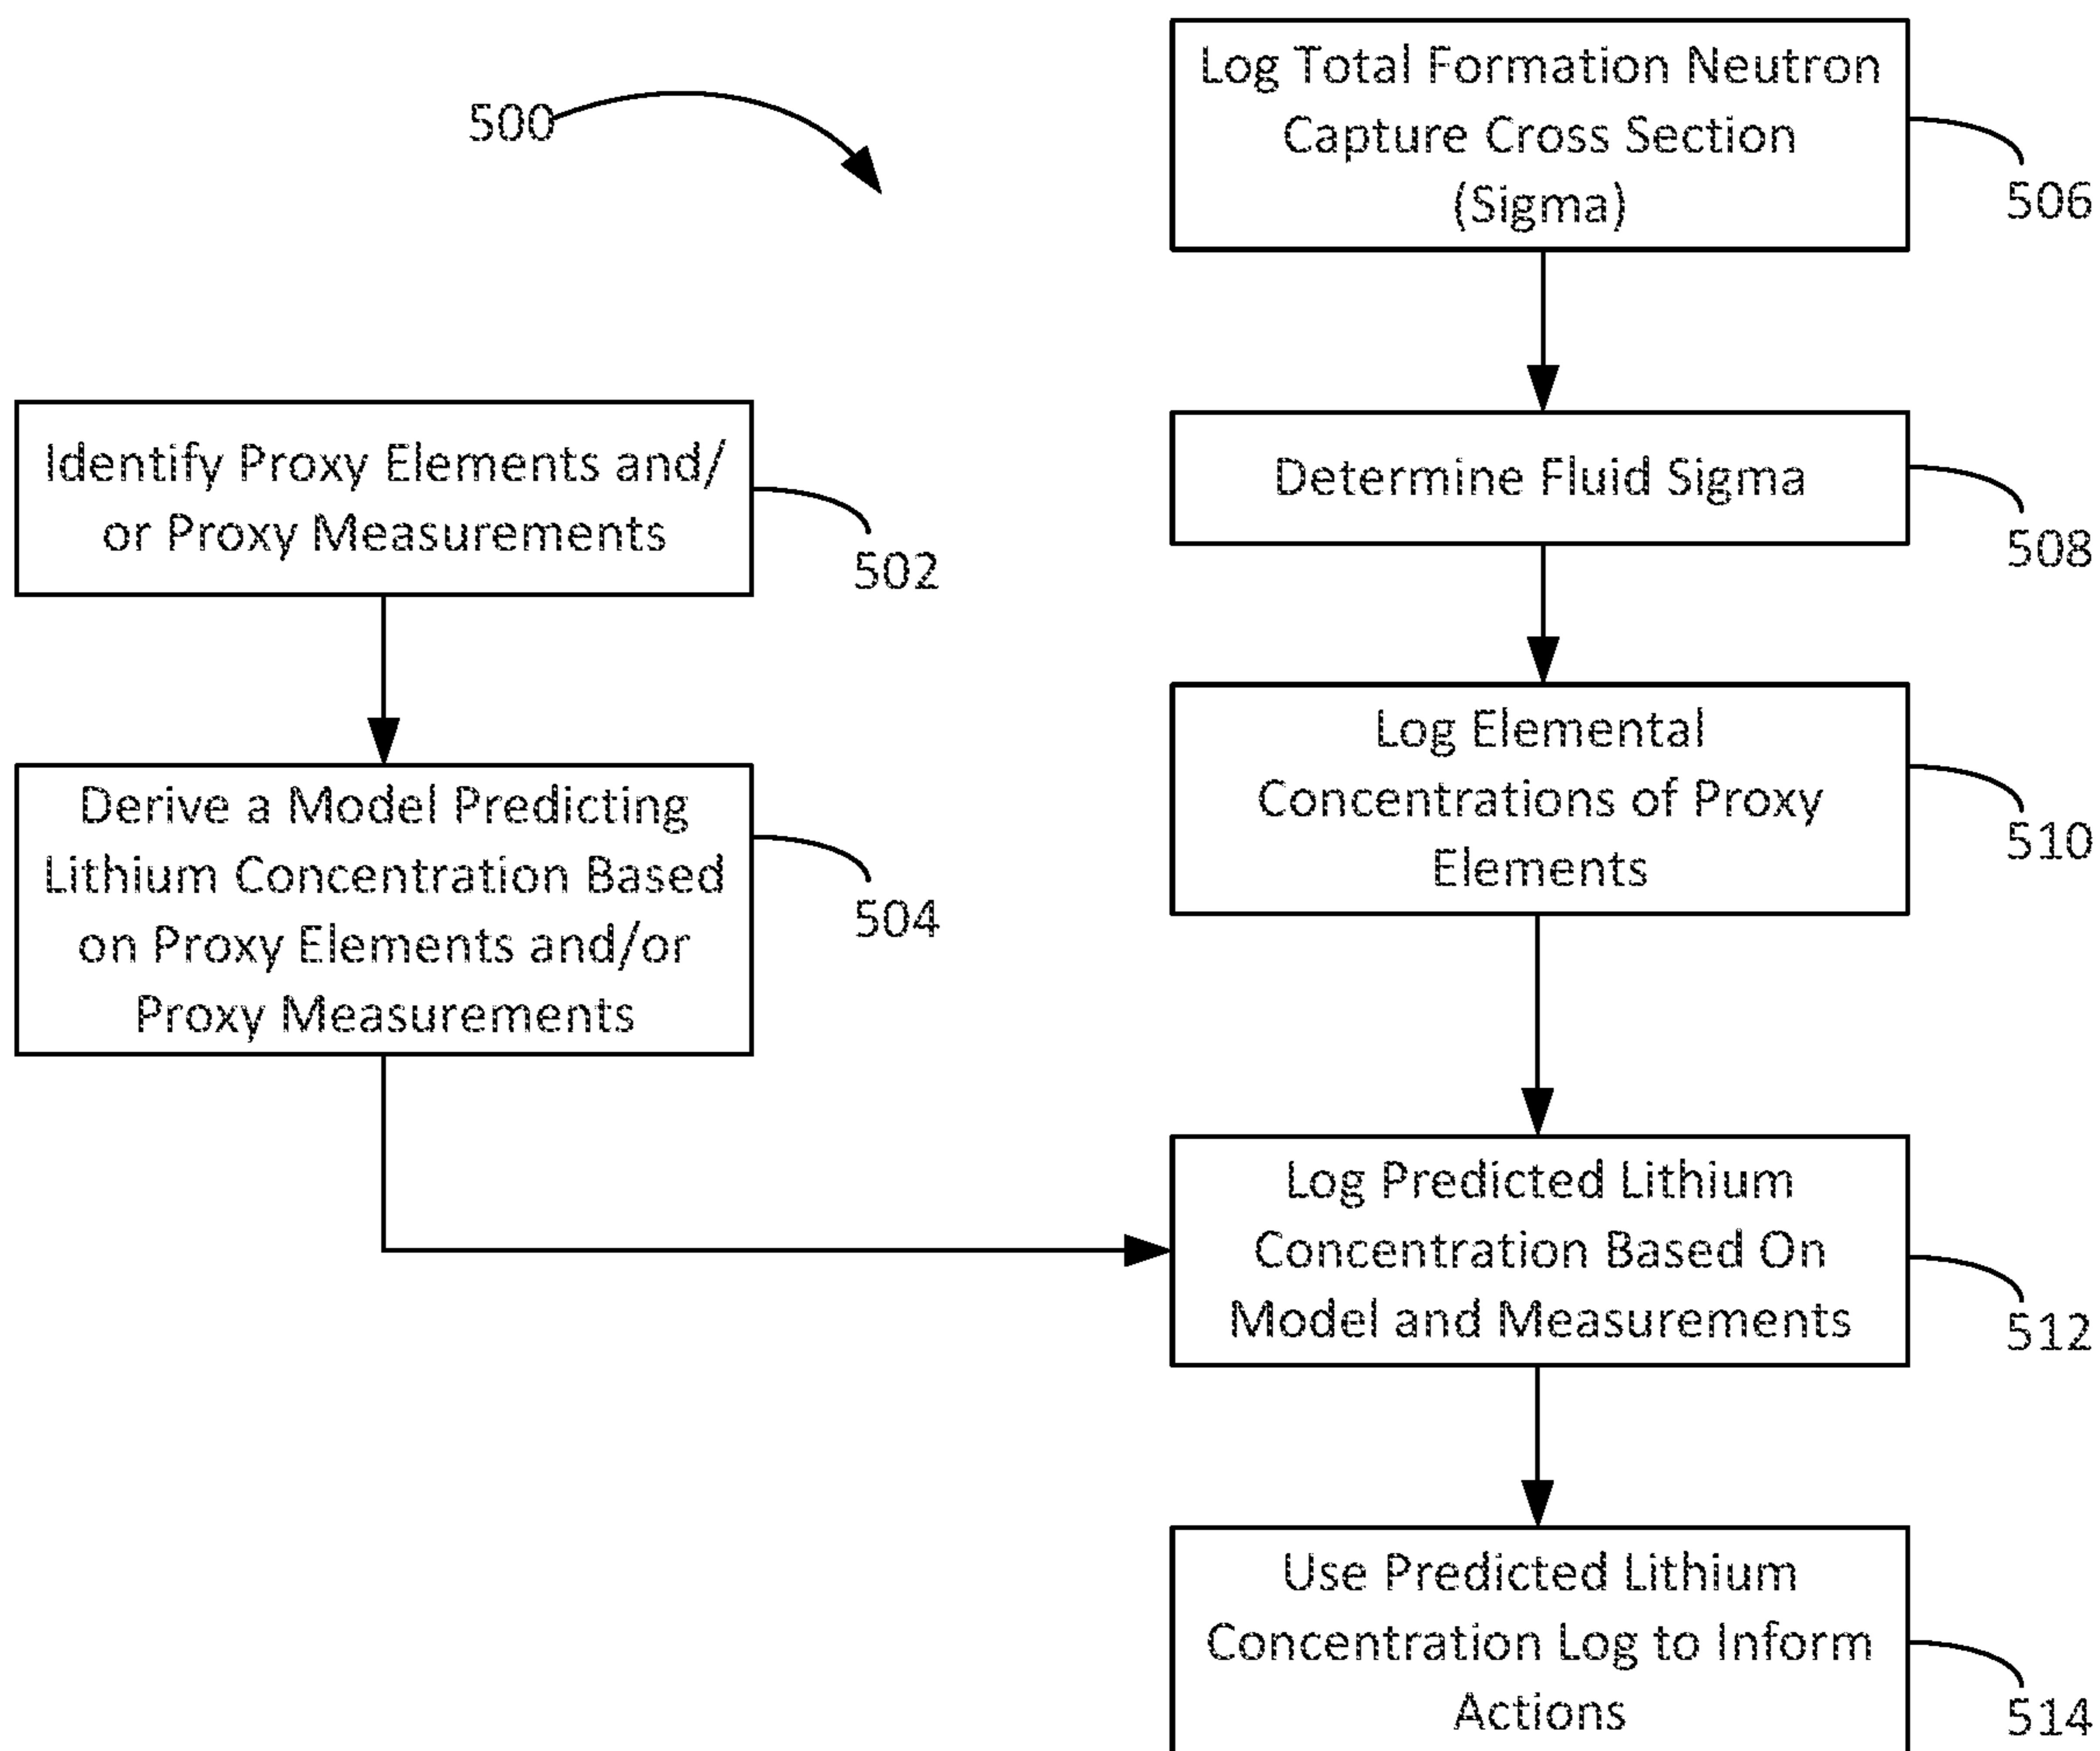 500
Log Total Formation Neutron
Capture Cross Section
(Sigma)
506
Determine Fluid Sigma
508
Identify Proxy Elements and/
or Proxy Measurements
502
Log Elemental
Concentrations of Proxy
Elements
510
Derive a Model Predicting
Lithium Concentration Based
on Proxy Elements and/or
Proxy Measurements
504
Log Predicted Lithium
Concentration Based On
Model and Measurements
512
Use Predicted Lithium
Concentration Log to Inform
Actions
514